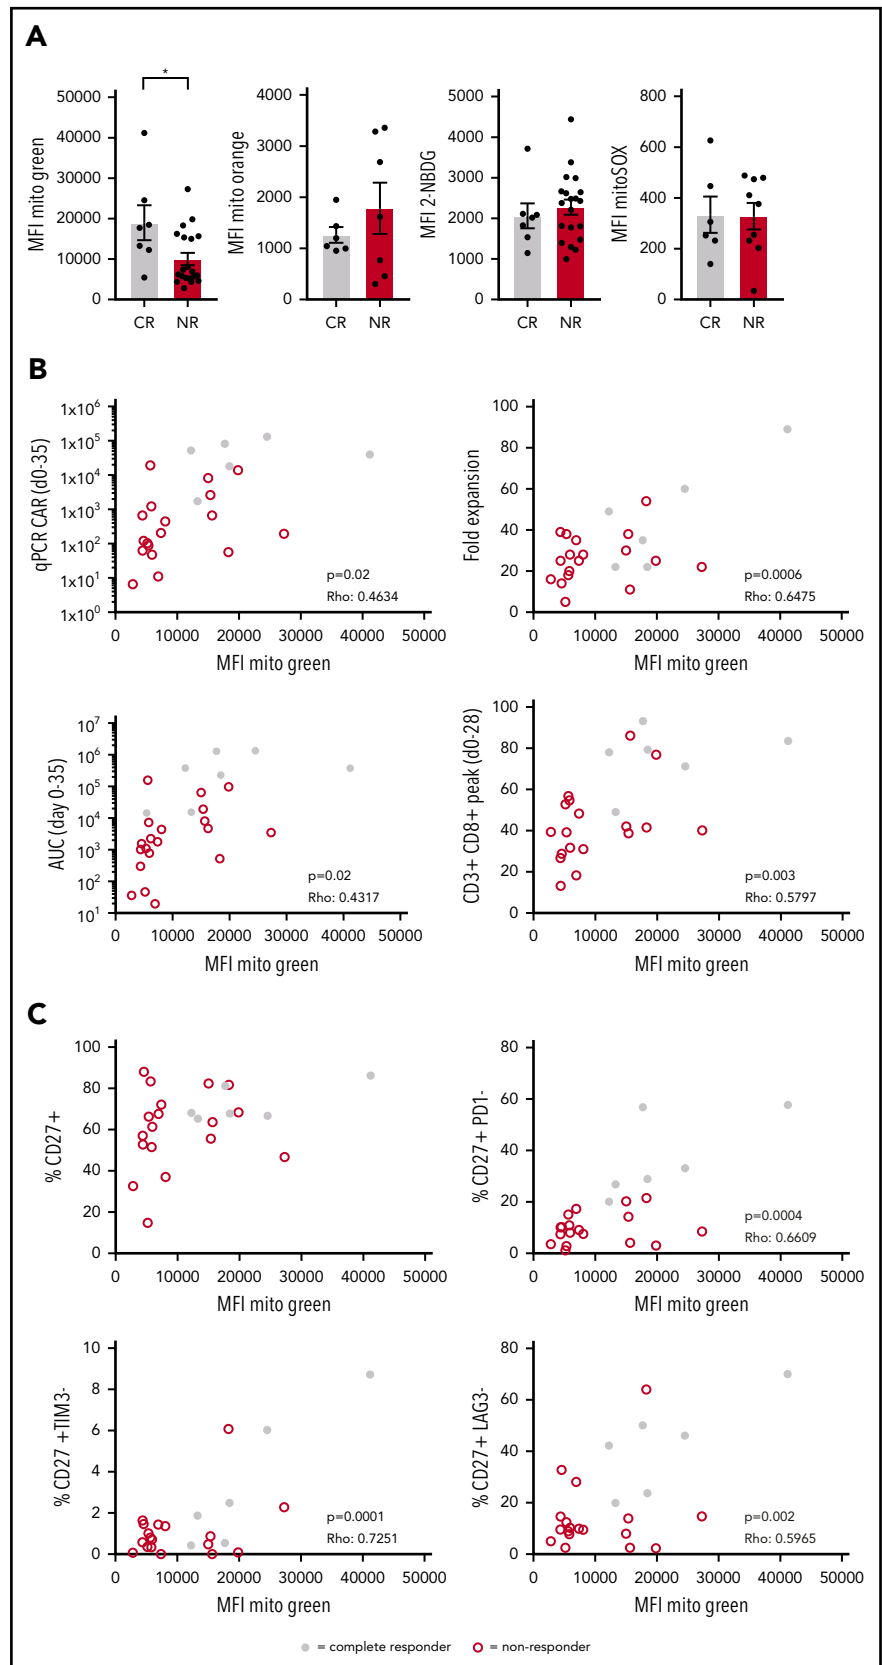 A
*
50000
40000
30000
20000
10000
0
MFI mito green
CR
NR
4000
3000
2000
1000
0
MFI mito orange
CR
NR
5000
4000
3000
2000
1000
0
MFI 2-NBDG
CR
NR
800
600
400
200
0
MFI mitoSOX
CR
NR
B
1x10⁶
1x10⁵
1x10⁴
1x10³
1x10²
1x10¹
1x10⁰
qPCR CAR (d0-35)
p=0.02
Rho: 0.4634
0 10000 20000 30000 40000 50000
MFI mito green
100
80
60
40
20
0
Fold expansion
p=0.0006
Rho: 0.6475
0 10000 20000 30000 40000 50000
MFI mito green
10⁷
10⁶
10⁵
10⁴
10³
10²
10¹
AUC (day 0-35)
p=0.02
Rho: 0.4317
0 10000 20000 30000 40000 50000
MFI mito green
100
80
60
40
20
0
CD3+ CD8+ peak (d0-28)
p=0.003
Rho: 0.5797
0 10000 20000 30000 40000 50000
MFI mito green
C
100
80
60
40
20
0
% CD27+
0 10000 20000 30000 40000 50000
MFI mito green
80
60
40
20
0
% CD27+ PD1-
p=0.0004
Rho: 0.6609
0 10000 20000 30000 40000 50000
MFI mito green
10
8
6
4
2
0
% CD27 +TIM3-
p=0.0001
Rho: 0.7251
0 10000 20000 30000 40000 50000
MFI mito green
80
60
40
20
0
% CD27+ LAG3-
p=0.002
Rho: 0.5965
0 10000 20000 30000 40000 50000
MFI mito green
= complete responder
= non-responder